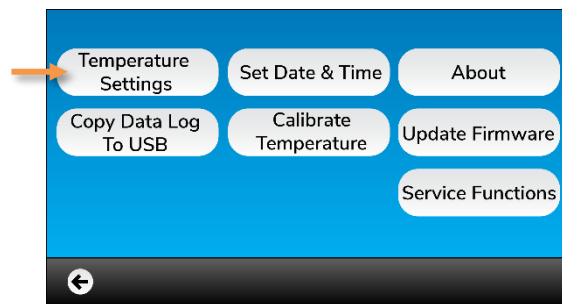 Temperature
Settings
Set Date & Time
About
Copy Data Log
To USB
Calibrate
Temperature
Update Firmware
Service Functions